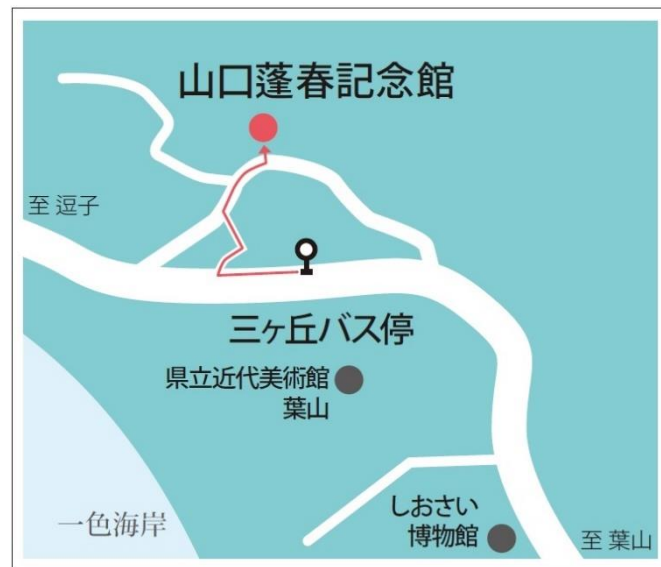 山口蓬春記念館
至 逗子
三ヶ丘バス停
県立近代美術館
葉山
しおさい
博物館
一色海岸
至 葉山